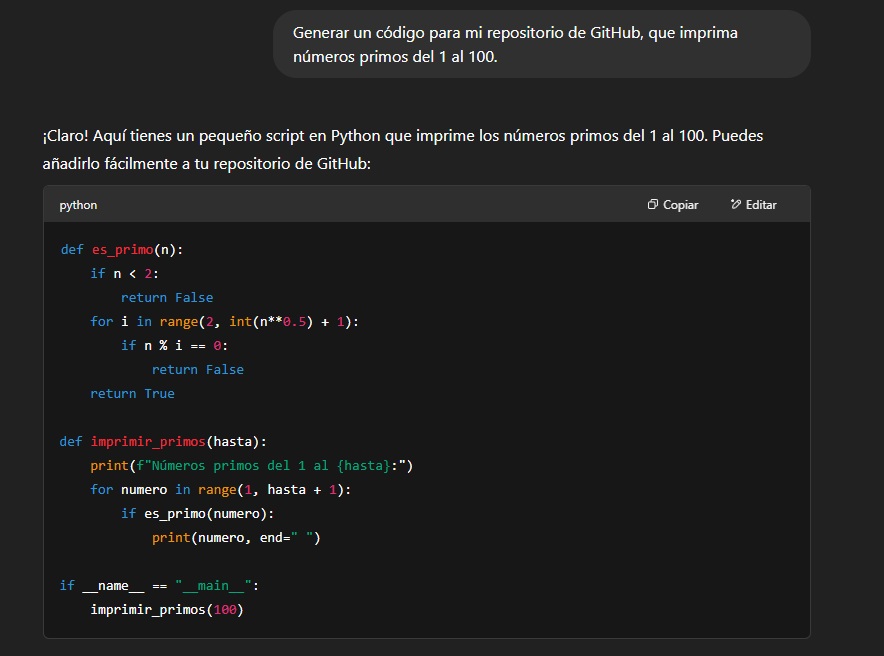 Generar un código para mi repositorio de GitHub, que imprima
números primos del 1 al 100.
¡Claro! Aquí tienes un pequeño script en Python que imprime los números primos del 1 al 100. Puedes
añadirlo fácilmente a tu repositorio de GitHub:
python Copiar Editar
def es_primo(n):
    if n < 2:
        return False
    for i in range(2, int(n**0.5) + 1):
        if n % i == 0:
            return False
    return True

def imprimir_primos(hasta):
    print(f"Números primos del 1 al {hasta}:")
    for numero in range(1, hasta + 1):
        if es_primo(numero):
            print(numero, end=" ")

if __name__ == "__main__":
    imprimir_primos(100)